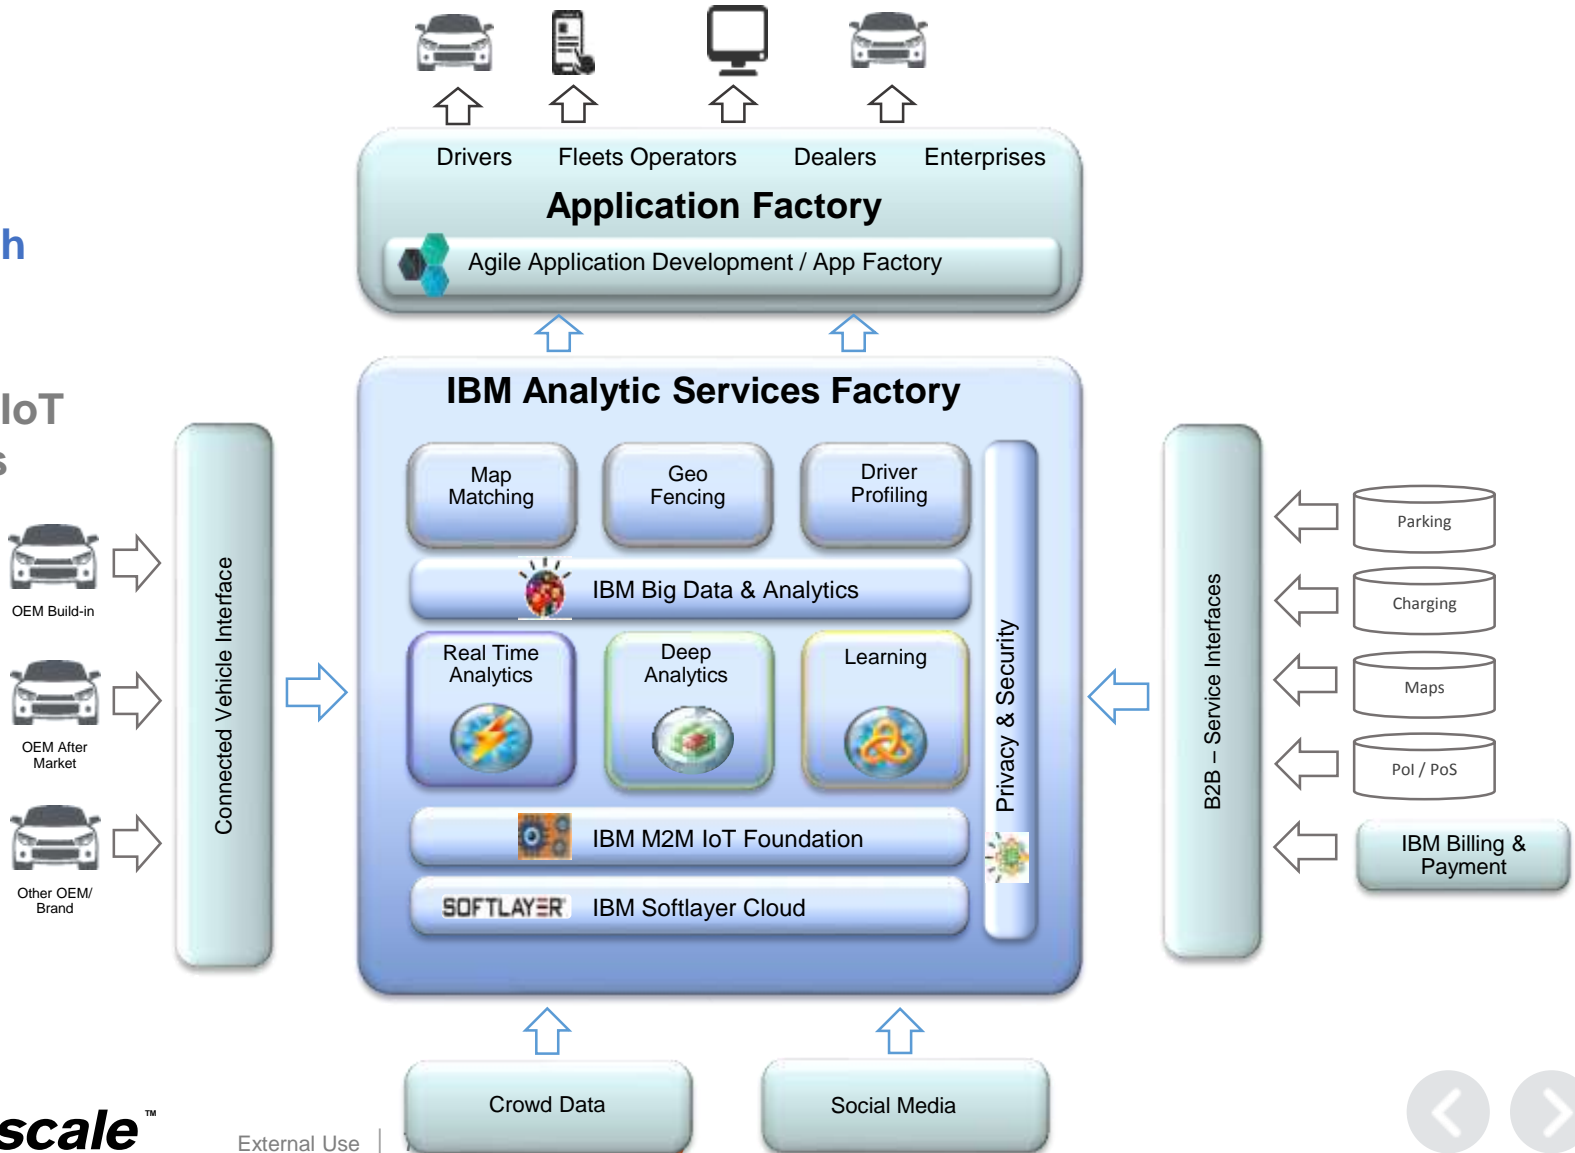 Drivers
Fleets Operators
Dealers
Enterprises
Application Factory
Agile Application Development / App Factory
h
IoT
s
IBM Analytic Services Factory
Map
Matching
Geo
Fencing
Driver
Profiling
IBM Big Data & Analytics
Real Time
Analytics
Deep
Analytics
Learning
IBM M2M IoT Foundation
SOFTLAYER
IBM Softlayer Cloud
Privacy & Security
OEM Build-in
OEM After
Market
Other OEM/
Brand
Connected Vehicle Interface
B2B – Service Interfaces
Parking
Charging
Maps
PoI / PoS
IBM Billing &
Payment
Crowd Data
Social Media
scale™
External Use |